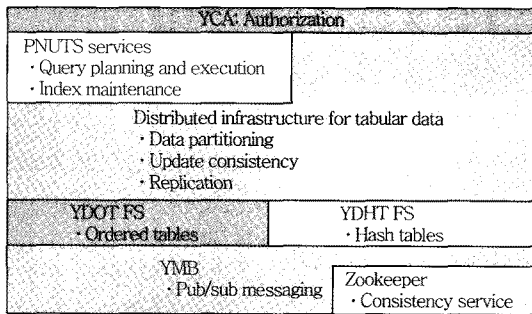 YCA: Authorization
PNUTS services
· Query planning and execution
· Index maintenance
Distributed infrastructure for tabular data
· Data partitioning
· Update consistency
· Replication
YDOT FS
· Ordered tables
YDHT FS
· Hash tables
YMB
· Pub/sub messaging
Zookeeper
· Consistency service